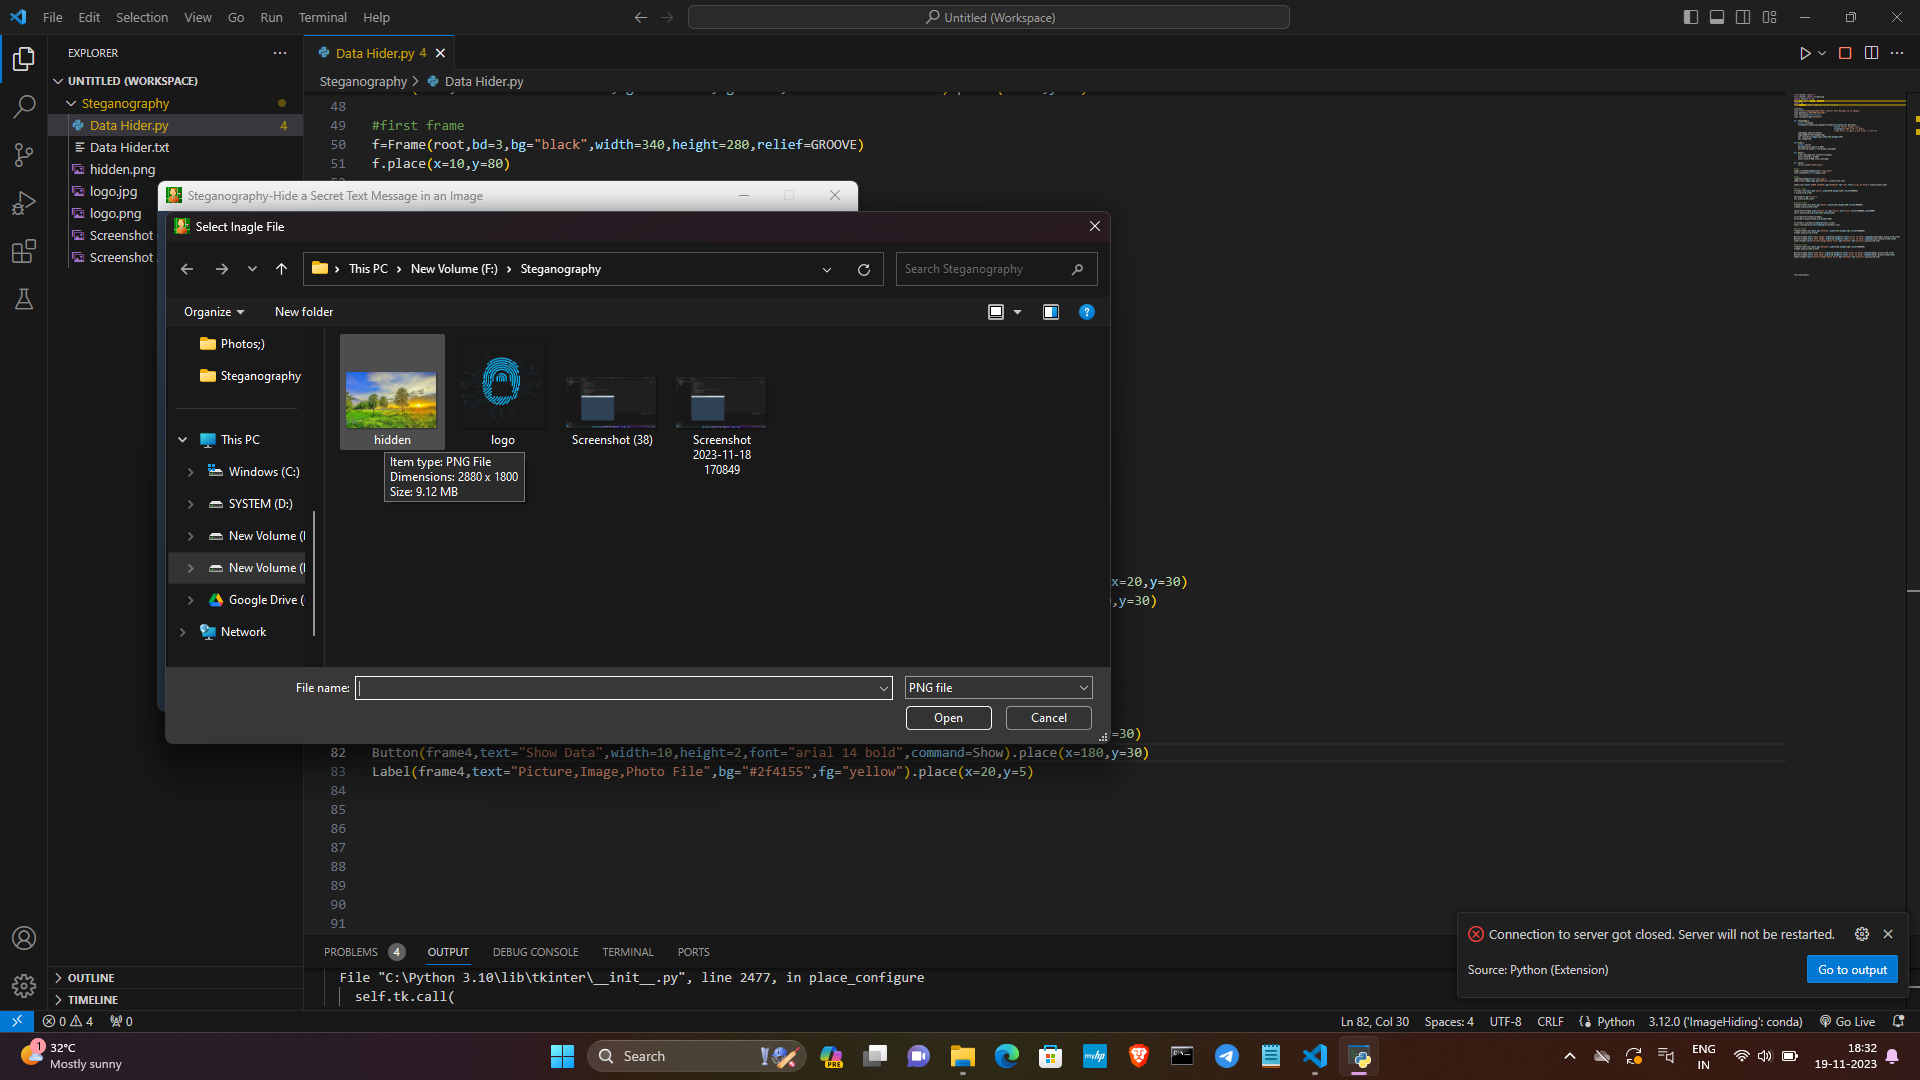 File Edit Selection View Go Run Terminal Help
Untitled (Workspace)
EXPLORER
UNTITLED (WORKSPACE)
Steganography
Data Hider.py 4
Data Hider.txt
hidden.png
logo.jpg
logo.png
Screenshot
Screenshot
OUTLINE
TIMELINE
Data Hider.py 4
Steganography > Data Hider.py
48
49 #first frame
50 f=Frame(root,bd=3,bg="black",width=340,height=280,relief=GROOVE)
51 f.place(x=10,y=80)
Steganography-Hide a Secret Text Message in an Image
Select Inagle File
This PC > New Volume (F:) > Steganography
Search Steganography
Organize New folder
Photos;)
Steganography
This PC
Windows (C:)
SYSTEM (D:)
New Volume (
New Volume (
Google Drive (
Network
hidden
logo
Screenshot (38)
Screenshot
2023-11-18
170849
Item type: PNG File
Dimensions: 2880 x 1800
Size: 9.12 MB
File name: PNG file
Open Cancel
x=20,y=30)
,y=30)
=30)
82 Button(frame4,text="Show Data",width=10,height=2,font="arial 14 bold",command=Show).place(x=180,y=30)
83 Label(frame4,text="Picture,Image,Photo File",bg="#2f4155",fg="yellow").place(x=20,y=5)
84
85
86
87
88
89
90
91
PROBLEMS 4 OUTPUT DEBUG CONSOLE TERMINAL PORTS
File "C:\Python 3.10\lib\tkinter\__init__.py", line 2477, in place_configure
self.tk.call(
Connection to server got closed. Server will not be restarted.
Source: Python (Extension)
Go to output
0 4 0
Ln 82, Col 30 Spaces: 4 UTF-8 CRLF Python 3.12.0 ('ImageHiding': conda) Go Live
1
32°C
Mostly sunny
Search
PRE
myhp
ENG
IN
18:32
19-11-2023